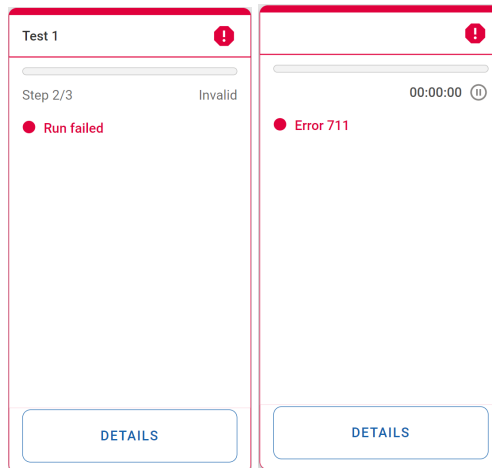 Test 1
Step 2/3
Invalid
Run failed
DETAILS
00:00:00
Error 711
DETAILS